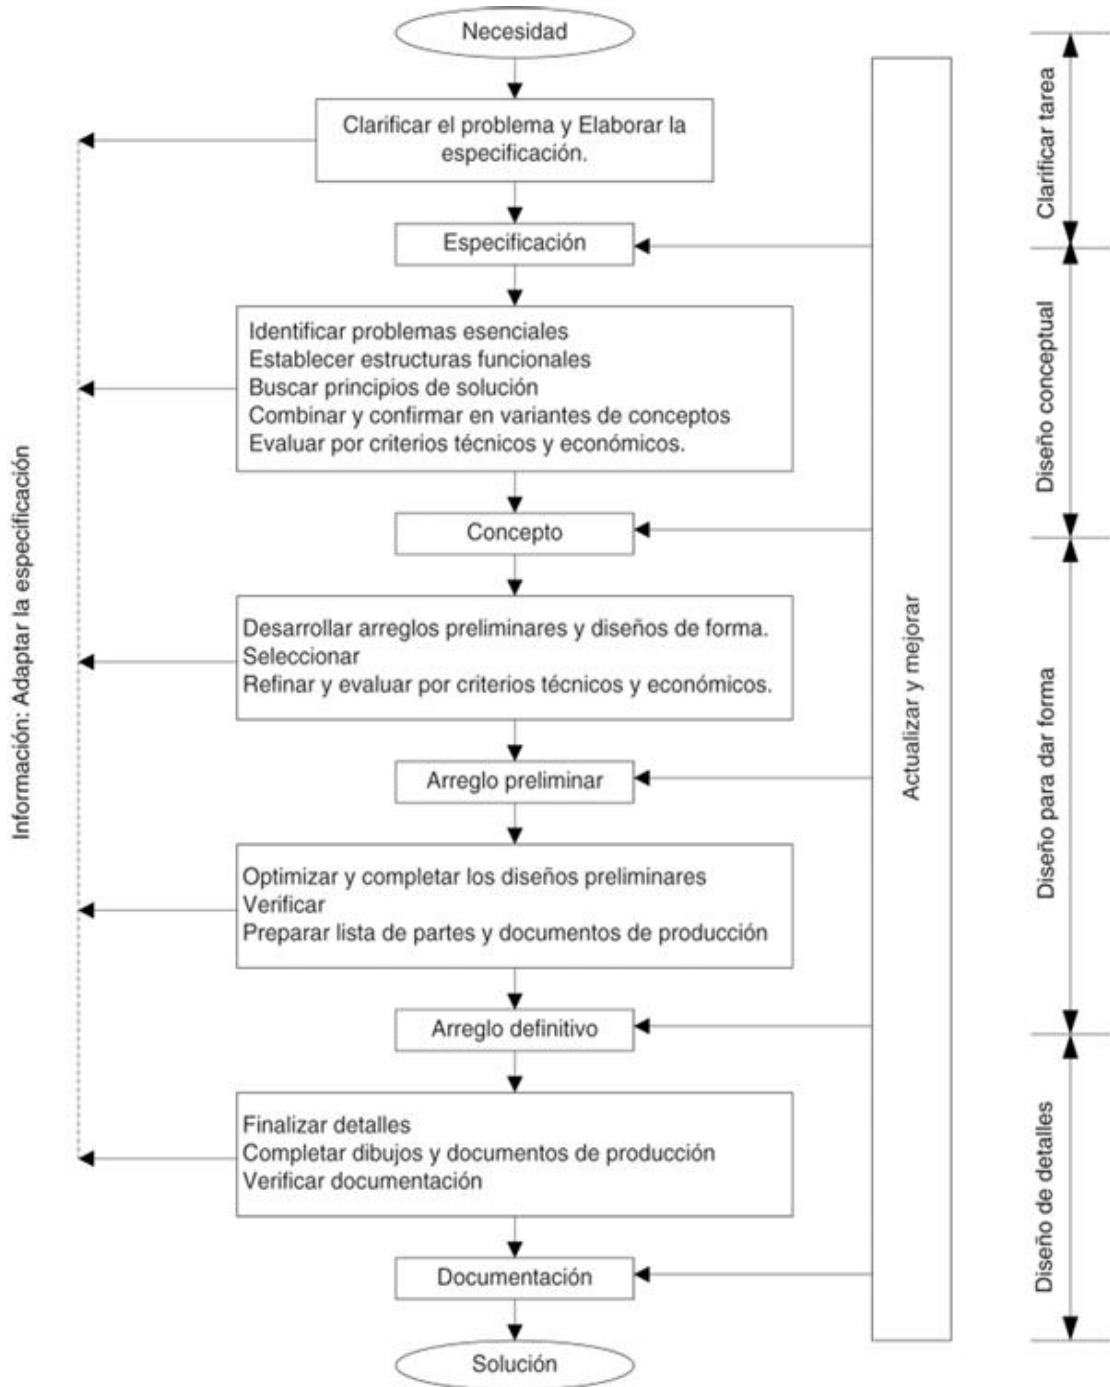 Necesidad
Clarificar el problema y Elaborar la
especificación.
Especificación
Identificar problemas esenciales
Establecer estructuras funcionales
Buscar principios de solución
Combinar y confirmar en variantes de conceptos
Evaluar por criterios técnicos y económicos.
Concepto
Desarrollar arreglos preliminares y diseños de forma.
Seleccionar
Refinar y evaluar por criterios técnicos y económicos.
Arreglo preliminar
Optimizar y completar los diseños preliminares
Verificar
Preparar lista de partes y documentos de producción
Arreglo definitivo
Finalizar detalles
Completar dibujos y documentos de producción
Verificar documentación
Documentación
Solución
Información: Adaptar la especificación
Actualizar y mejorar
Clarificar tarea
Diseño conceptual
Diseño para dar forma
Diseño de detalles